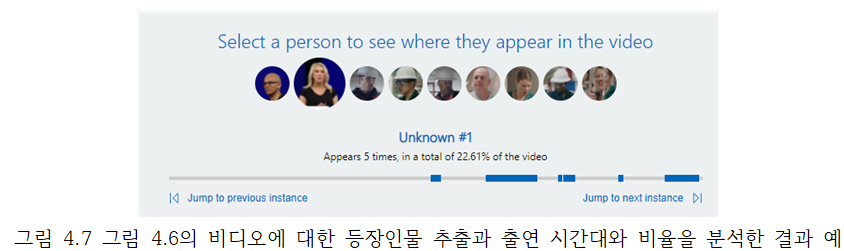 Select a person to see where they appear in the video
Unknown #1
Appears 5 times, in a total of 22.61% of the video
Jump to previous instance
Jump to next instance
그림 4.7 그림 4.6의 비디오에 대한 등장인물 추출과 출연 시간대와 비율을 분석한 결과 예